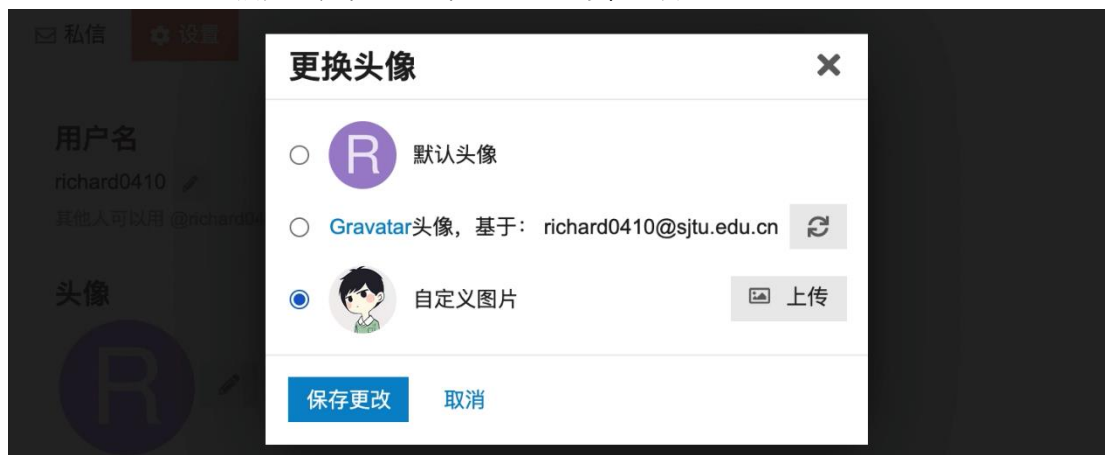 私信 设置
更换头像
用户名
richard0410
R 默认头像
Gravatar头像，基于： richard0410@sjtu.edu.cn
头像
自定义图片 上传
R
保存更改 取消